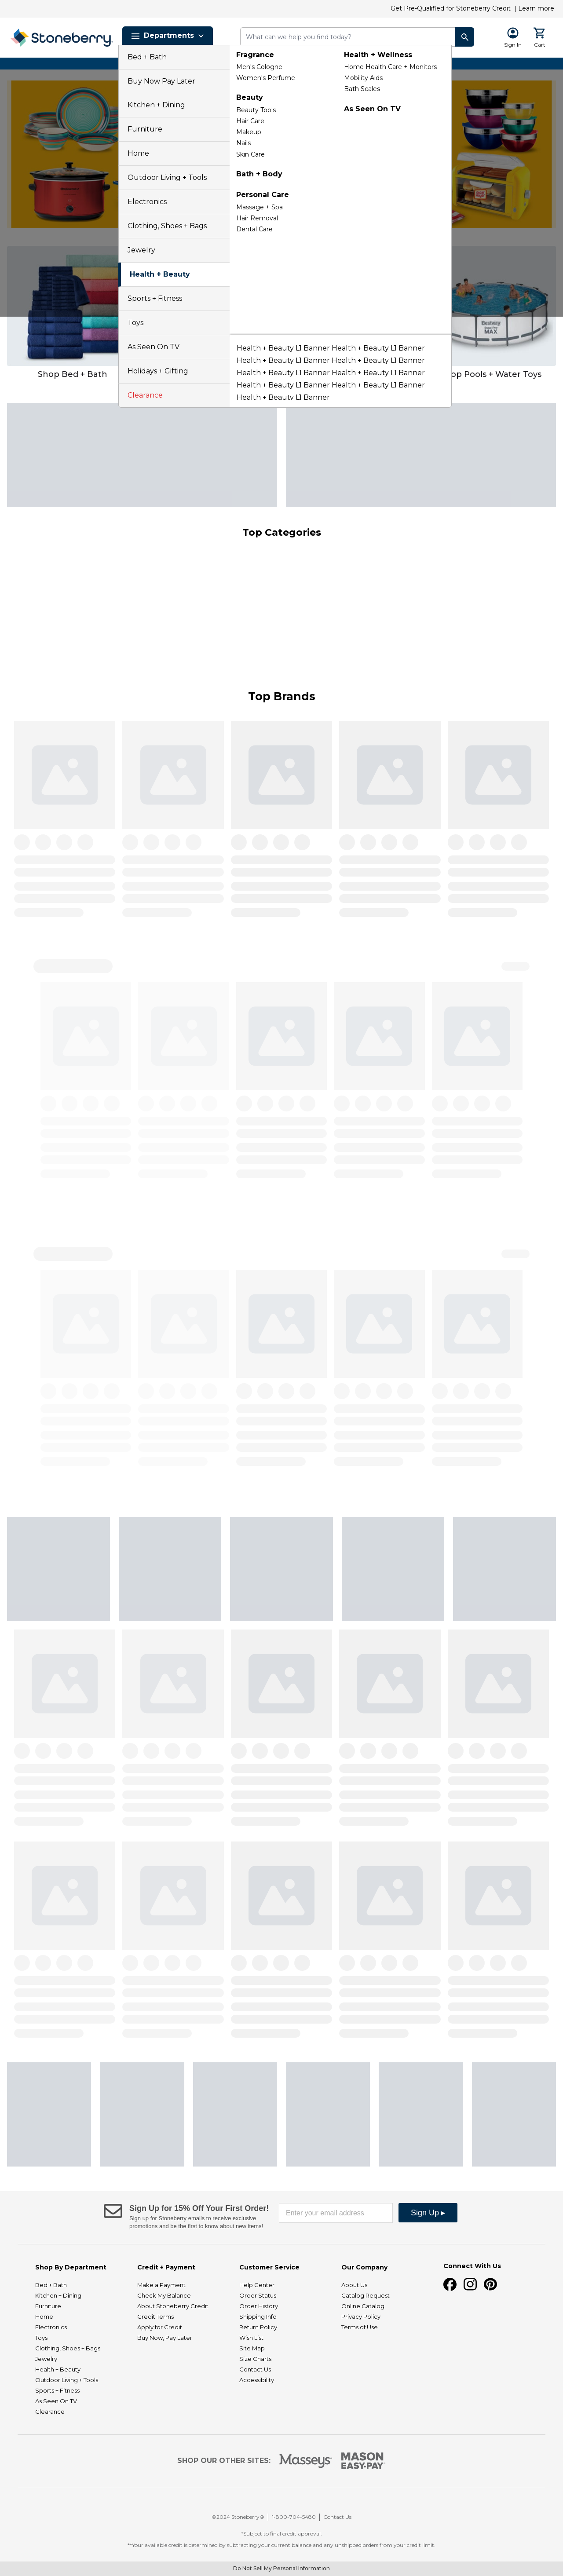 Get Pre-Qualified for Stoneberry Credit | Learn more
Stoneberry
Departments
What can we help you find today?
Sign In
Cart
Bed + Bath
Buy Now Pay Later
Kitchen + Dining
Furniture
Home
Outdoor Living + Tools
Electronics
Clothing, Shoes + Bags
Jewelry
Health + Beauty
Sports + Fitness
Toys
As Seen On TV
Holidays + Gifting
Clearance
Fragrance
Men's Cologne
Women's Perfume
Beauty
Beauty Tools
Hair Care
Makeup
Nails
Skin Care
Bath + Body
Personal Care
Massage + Spa
Hair Removal
Dental Care
Health + Wellness
Home Health Care + Monitors
Mobility Aids
Bath Scales
As Seen On TV
Health + Beauty L1 Banner Health + Beauty L1 Banner
Health + Beauty L1 Banner Health + Beauty L1 Banner
Health + Beauty L1 Banner Health + Beauty L1 Banner
Health + Beauty L1 Banner Health + Beauty L1 Banner
Health + Beauty L1 Banner
Bestway
MAX
Shop Bed + Bath
op Pools + Water Toys
Top Categories
Top Brands
Sign Up for 15% Off Your First Order!
Sign up for Stoneberry emails to receive exclusive
promotions and be the first to know about new items!
Enter your email address
Sign Up ▸
Shop By Department
Bed + Bath
Kitchen + Dining
Furniture
Home
Electronics
Toys
Clothing, Shoes + Bags
Jewelry
Health + Beauty
Outdoor Living + Tools
Sports + Fitness
As Seen On TV
Clearance
Credit + Payment
Make a Payment
Check My Balance
About Stoneberry Credit
Credit Terms
Apply for Credit
Buy Now, Pay Later
Customer Service
Help Center
Order Status
Order History
Shipping Info
Return Policy
Wish List
Site Map
Size Charts
Contact Us
Accessibility
Our Company
About Us
Catalog Request
Online Catalog
Privacy Policy
Terms of Use
Connect With Us
SHOP OUR OTHER SITES:
Masseys
MASON
EASY-PAY
©2024 Stoneberry® | 1-800-704-5480 | Contact Us
*Subject to final credit approval.
**Your available credit is determined by subtracting your current balance and any unshipped orders from your credit limit.
Do Not Sell My Personal Information